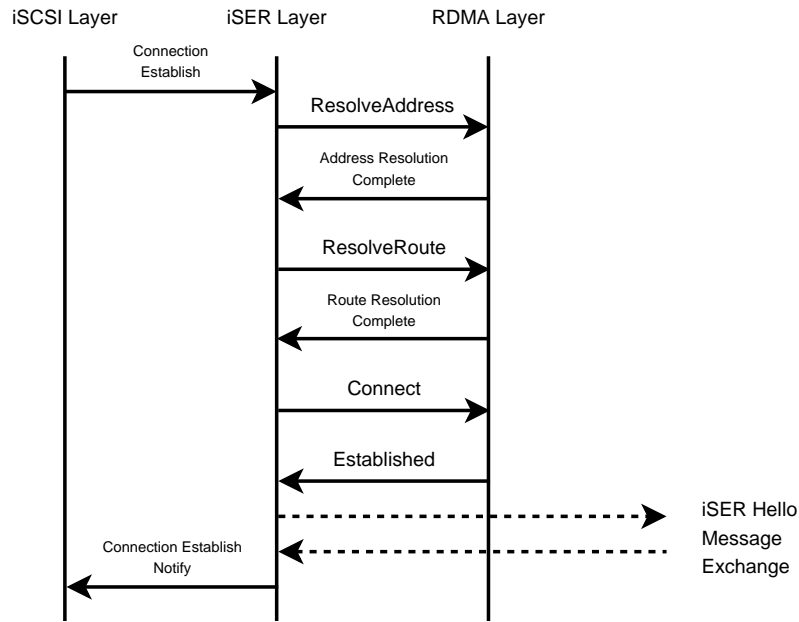 iSCSI Layer
iSER Layer
RDMA Layer
Connection
Establish
ResolveAddress
Address Resolution
Complete
ResolveRoute
Route Resolution
Complete
Connect
Established
iSER Hello
Message
Exchange
Connection Establish
Notify